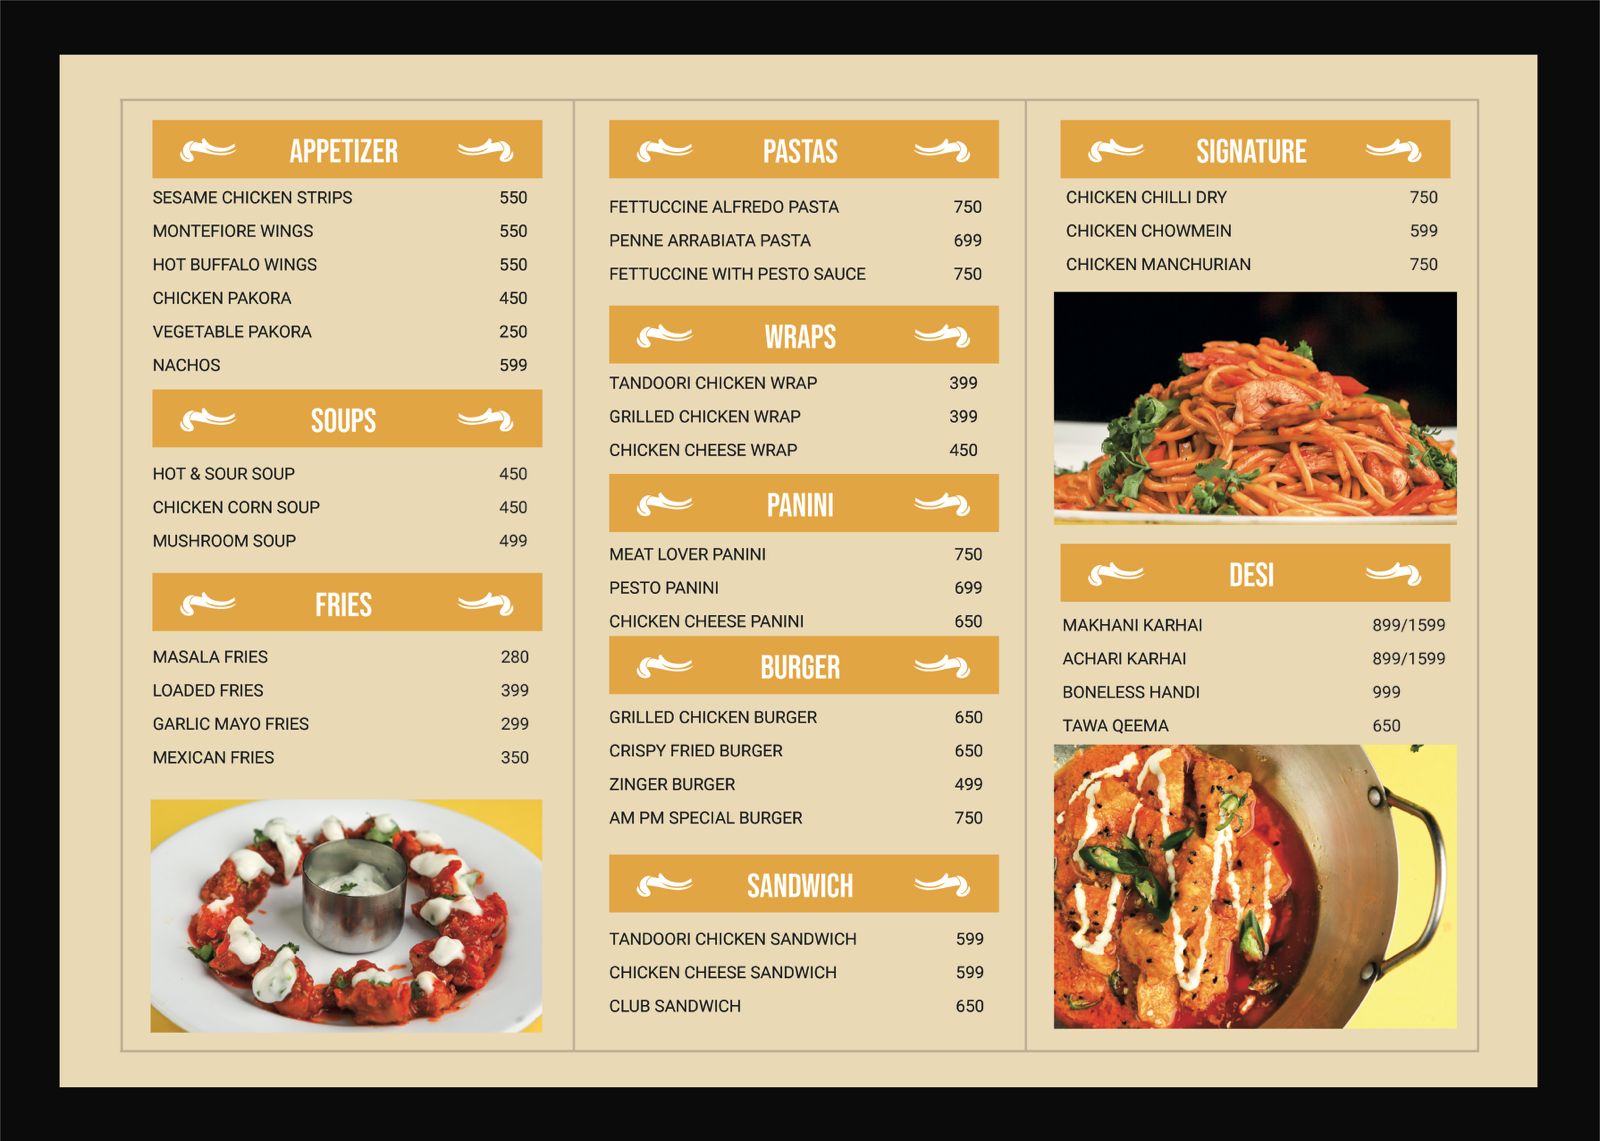 APPETIZER
SESAME CHICKEN STRIPS 550
MONTEFIORE WINGS 550
HOT BUFFALO WINGS 550
CHICKEN PAKORA 450
VEGETABLE PAKORA 250
NACHOS 599
SOUPS
HOT & SOUR SOUP 450
CHICKEN CORN SOUP 450
MUSHROOM SOUP 499
FRIES
MASALA FRIES 280
LOADED FRIES 399
GARLIC MAYO FRIES 299
MEXICAN FRIES 350
PASTAS
FETTUCCINE ALFREDO PASTA 750
PENNE ARRABIATA PASTA 699
FETTUCCINE WITH PESTO SAUCE 750
WRAPS
TANDOORI CHICKEN WRAP 399
GRILLED CHICKEN WRAP 399
CHICKEN CHEESE WRAP 450
PANINI
MEAT LOVER PANINI 750
PESTO PANINI 699
CHICKEN CHEESE PANINI 650
BURGER
GRILLED CHICKEN BURGER 650
CRISPY FRIED BURGER 650
ZINGER BURGER 499
AM PM SPECIAL BURGER 750
SANDWICH
TANDOORI CHICKEN SANDWICH 599
CHICKEN CHEESE SANDWICH 599
CLUB SANDWICH 650
SIGNATURE
CHICKEN CHILLI DRY 750
CHICKEN CHOWMEIN 599
CHICKEN MANCHURIAN 750
DESI
MAKHANI KARHAI 899/1599
ACHARI KARHAI 899/1599
BONELESS HANDI 999
TAWA QEEMA 650